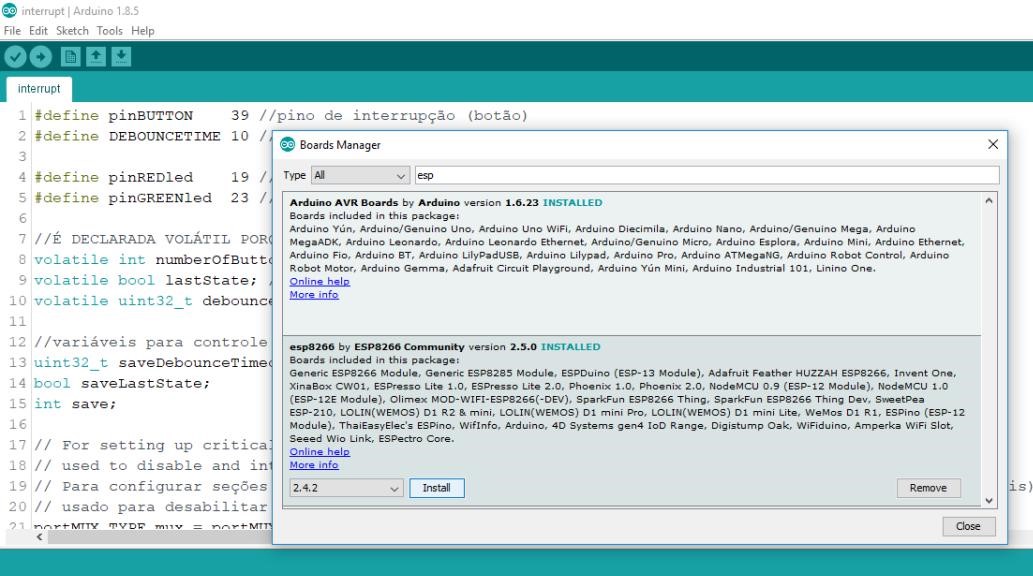 interrupt | Arduino 1.8.5
File Edit Sketch Tools Help
interrupt
1 #define pinBUTTON 39 //pino de interrupção (botão)
2 #define DEBOUNCETIME 10 //
3
4 #define pinREDled 19 //
5 #define pinGREENled 23 //
6
7 //É DECLARADA VOLÁTIL
8 volatile int
9 volatile bool lastState; /
10 volatile uint32_t
11
12 //variáveis para controle
13 uint32_t
14 bool saveLastState;
15 int save;
16
17 // For setting up
18 // used to disable and
19 // Para configurar seções
20 // usado para desabilitar
21 portMUX_TYPE mux =
is)
Boards Manager
Type All esp
Arduino AVR Boards by Arduino version 1.6.23 INSTALLED
Boards included in this package:
Arduino Yún, Arduino/Genuino Uno, Arduino Uno WiFi, Arduino Diecimila, Arduino Nano, Arduino/Genuino Mega, Arduino
MegaADK, Arduino Leonardo, Arduino Leonardo Ethernet, Arduino/Genuino Micro, Arduino Esplora, Arduino Mini, Arduino Ethernet,
Arduino Fio, Arduino BT, Arduino LilyPadUSB, Arduino Lilypad, Arduino Pro, Arduino ATMegaNG, Arduino Robot Control, Arduino
Robot Motor, Arduino Gemma, Adafruit Circuit Playground, Arduino Yún Mini, Arduino Industrial 101, Linino One.
Online help
More info
esp8266 by ESP8266 Community version 2.5.0 INSTALLED
Boards included in this package:
Generic ESP8266 Module, Generic ESP8285 Module, ESPDuino (ESP-13 Module), Adafruit Feather HUZZAH ESP8266, Invent One,
XinaBox CW01, ESPresso Lite 1.0, ESPresso Lite 2.0, Phoenix 1.0, Phoenix 2.0, NodeMCU 0.9 (ESP-12 Module), NodeMCU 1.0
(ESP-12E Module), Olimex MOD-WIFI-ESP8266(-DEV), SparkFun ESP8266 Thing, SparkFun ESP8266 Thing Dev, SweetPea
ESP-210, LOLIN(WEMOS) D1 R2 & mini, LOLIN(WEMOS) D1 mini Pro, LOLIN(WEMOS) D1 mini Lite, WeMos D1 R1, ESPino (ESP-12
Module), ThaiEasyElec's ESPino, WifInfo, Arduino, 4D Systems gen4 IoD Range, Digistump Oak, WiFiduino, Amperka WiFi Slot,
Seeed Wio Link, ESPectro Core.
Online help
More info
2.4.2 Install Remove
Close